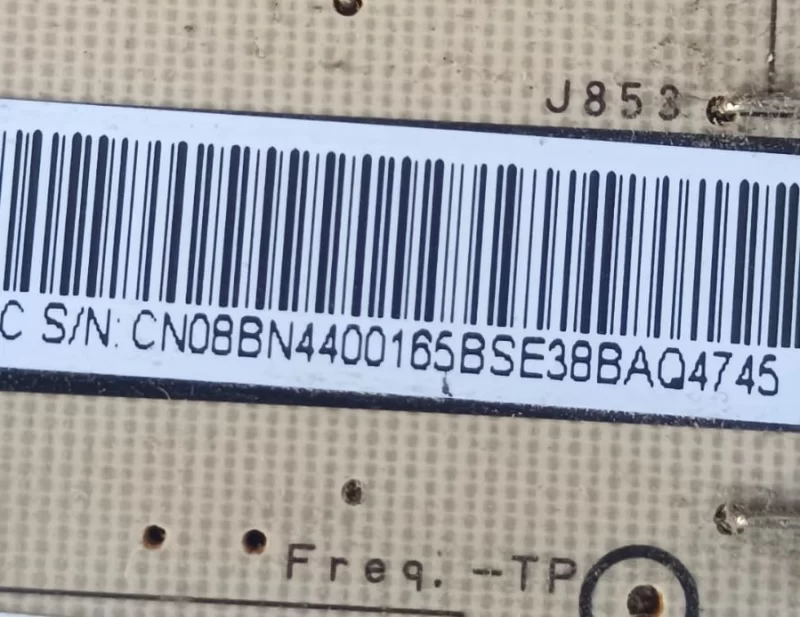 J853
C S/N: CN08BN4400165BSE38BAQ4745
Freq. -TP